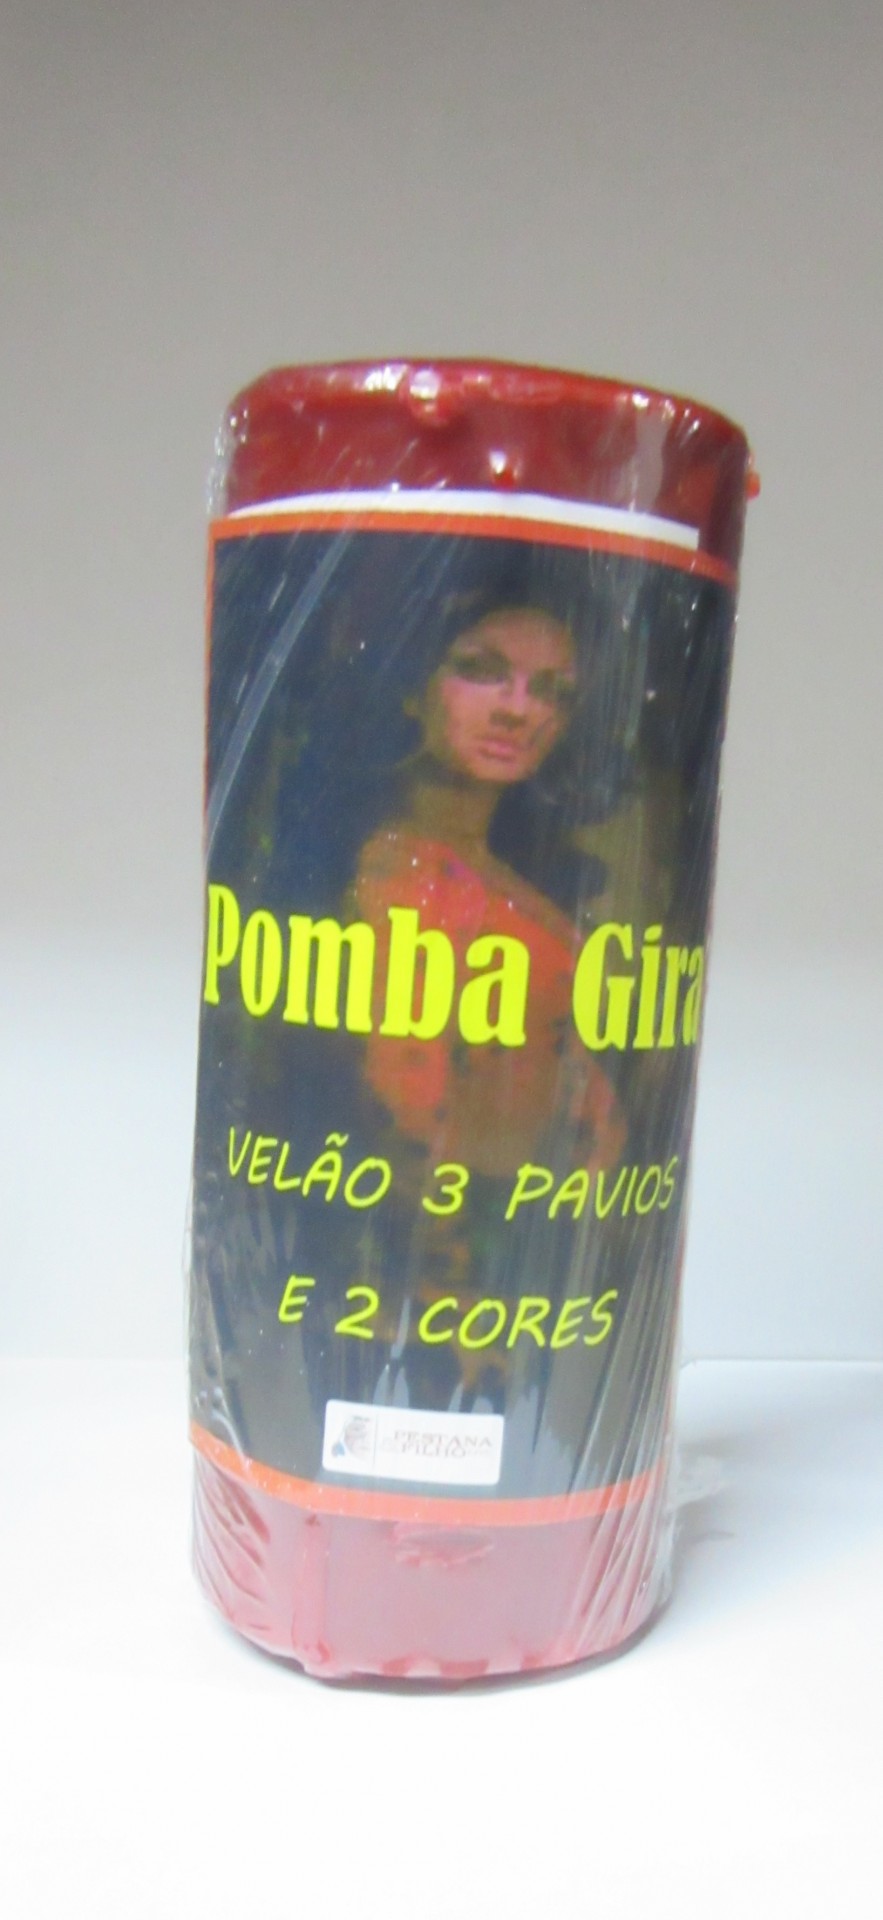 Pomba Gira
VELÃO 3 PAVIOS
E 2 CORES
PESTANA
FILHO